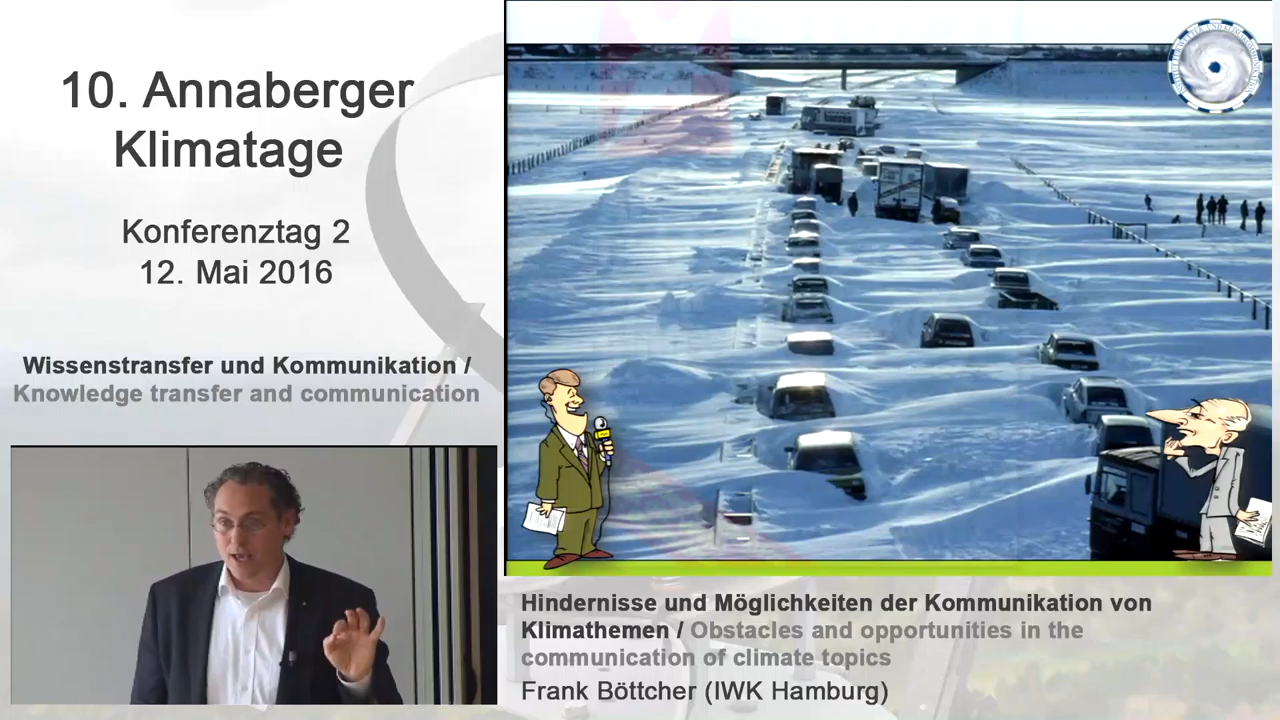 10. Annaberger
Klimatage
Konferenztag 2
12. Mai 2016
Wissenstransfer und Kommunikation /
Knowledge transfer and communication
Hindernisse und Möglichkeiten der Kommunikation von
Klimathemen / Obstacles and opportunities in the
communication of climate topics
Frank Böttcher (IWK Hamburg)